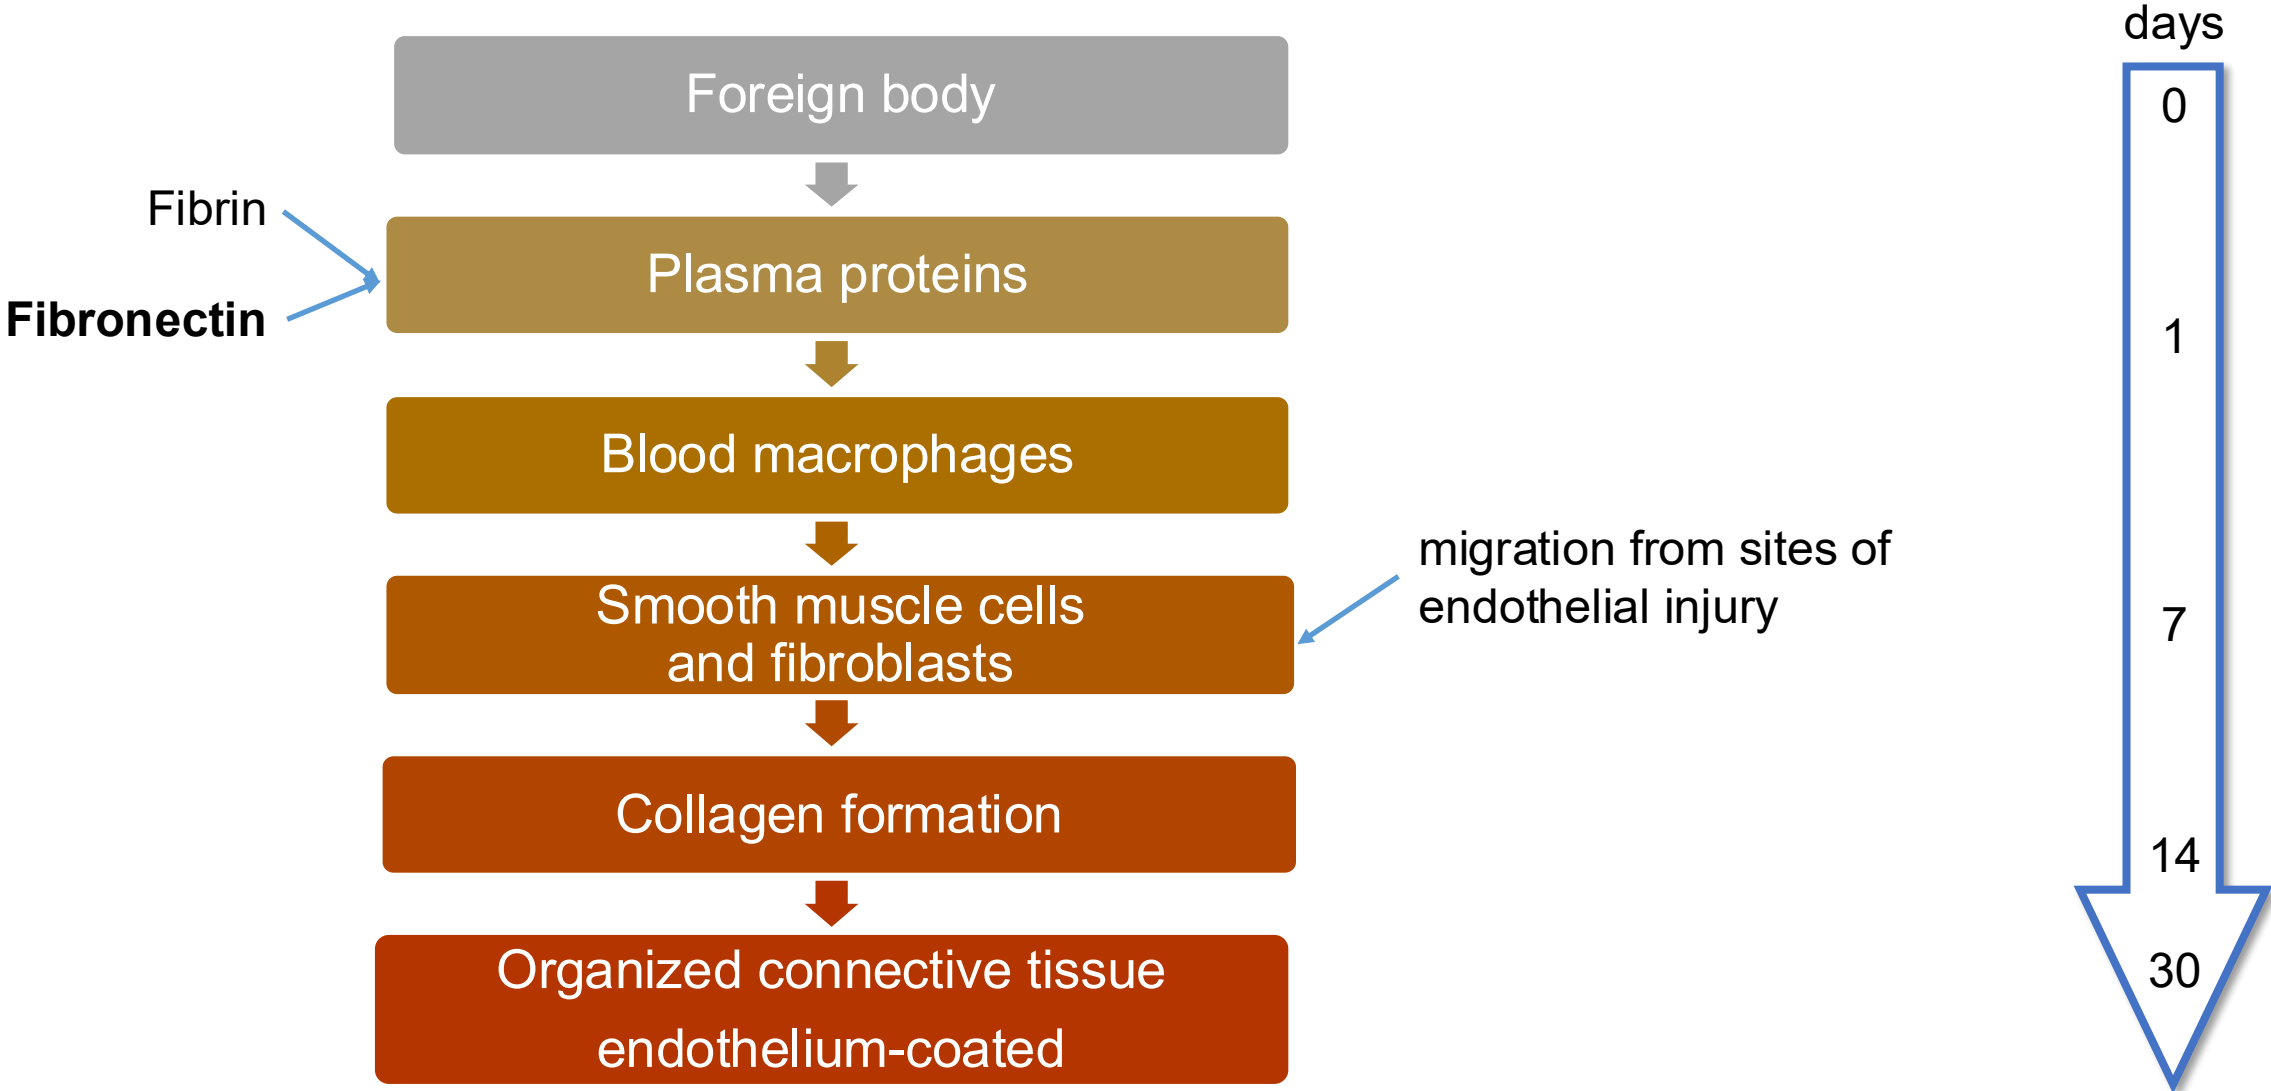 days
Foreign body
0
Fibrin
Plasma proteins
Fibronectin
1
Blood macrophages
migration from sites of
endothelial injury
Smooth muscle cells
and fibroblasts
7
Collagen formation
14
Organized connective tissue
endothelium-coated
30